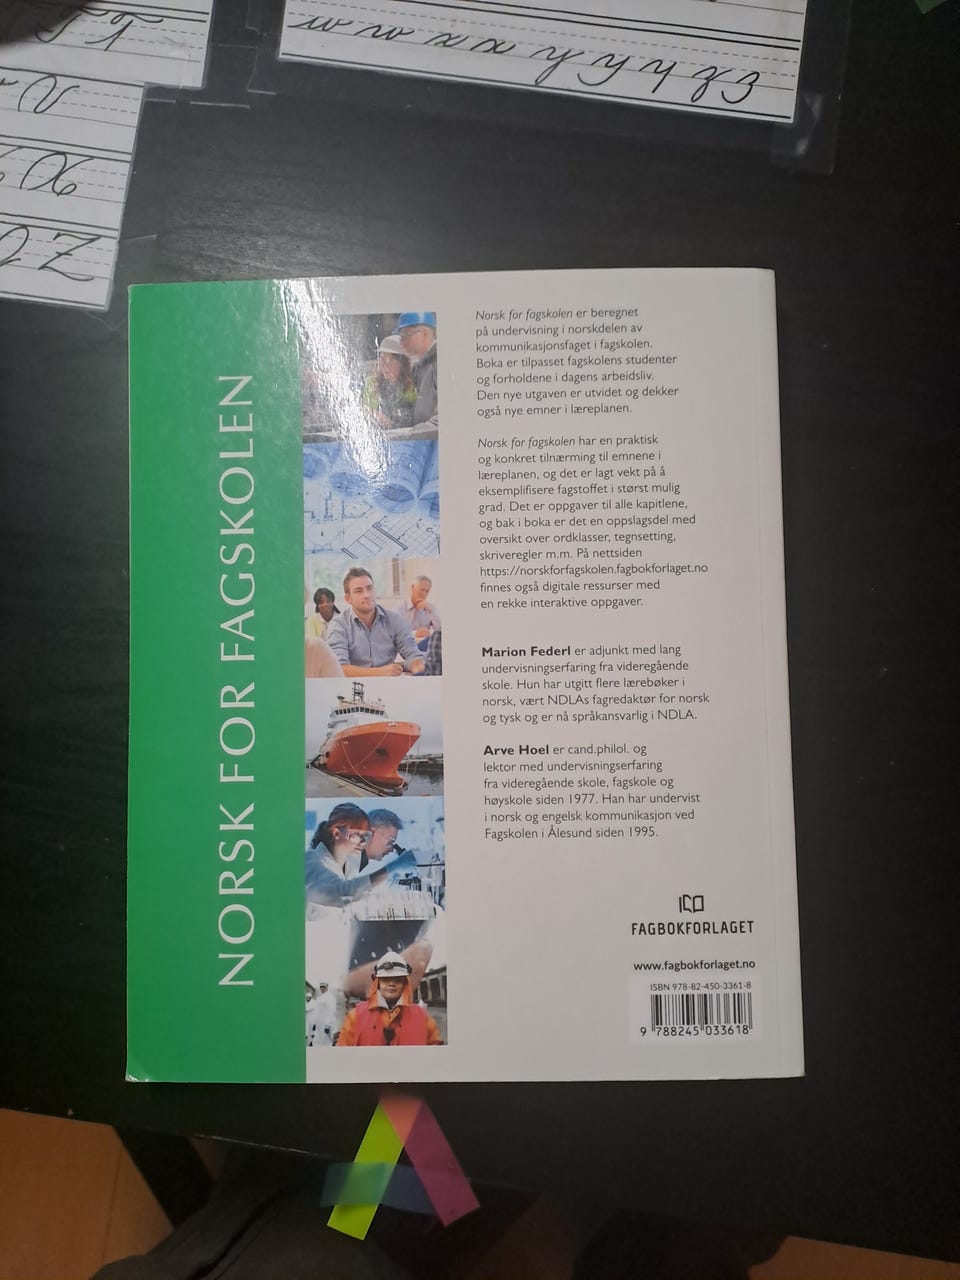 w w x x y y y z z
T T
Z
NORSK FOR FAGSKOLEN
Norsk for fagskolen er beregnet
på undervisning i norskdelen av
kommunikasjonsfaget i fagskolen.
Boka er tilpasset fagskolens studenter
og forholdene i dagens arbeidsliv.
Den nye utgaven er utvidet og dekker
også nye emner i læreplanen.
Norsk for fagskolen har en praktisk
og konkret tilnærming til emnene i
læreplanen, og det er lagt vekt på å
eksemplifisere fagstoffet i størst mulig
grad. Det er oppgaver til alle kapitlene,
og bak i boka er det en oppslagsdel med
oversikt over ordklasser, tegnsetting,
skriveregler m.m. På nettsiden
https://norskforfagskolen.fagbokforlaget.no
finnes også digitale ressurser med
en rekke interaktive oppgaver.
Marion Federl er adjunkt med lang
undervisningserfaring fra videregående
skole. Hun har utgitt flere lærebøker i
norsk, vært NDLAs fagredaktør for norsk
og tysk og er nå språkansvarlig i NDLA.
Arve Hoel er cand.philol. og
lektor med undervisningserfaring
fra videregående skole, fagskole og
høyskole siden 1977. Han har undervist
i norsk og engelsk kommunikasjon ved
Fagskolen i Ålesund siden 1995.
FAGBOKFORLAGET
www.fagbokforlaget.no
ISBN 978-82-450-3361-8
9 788245 033618